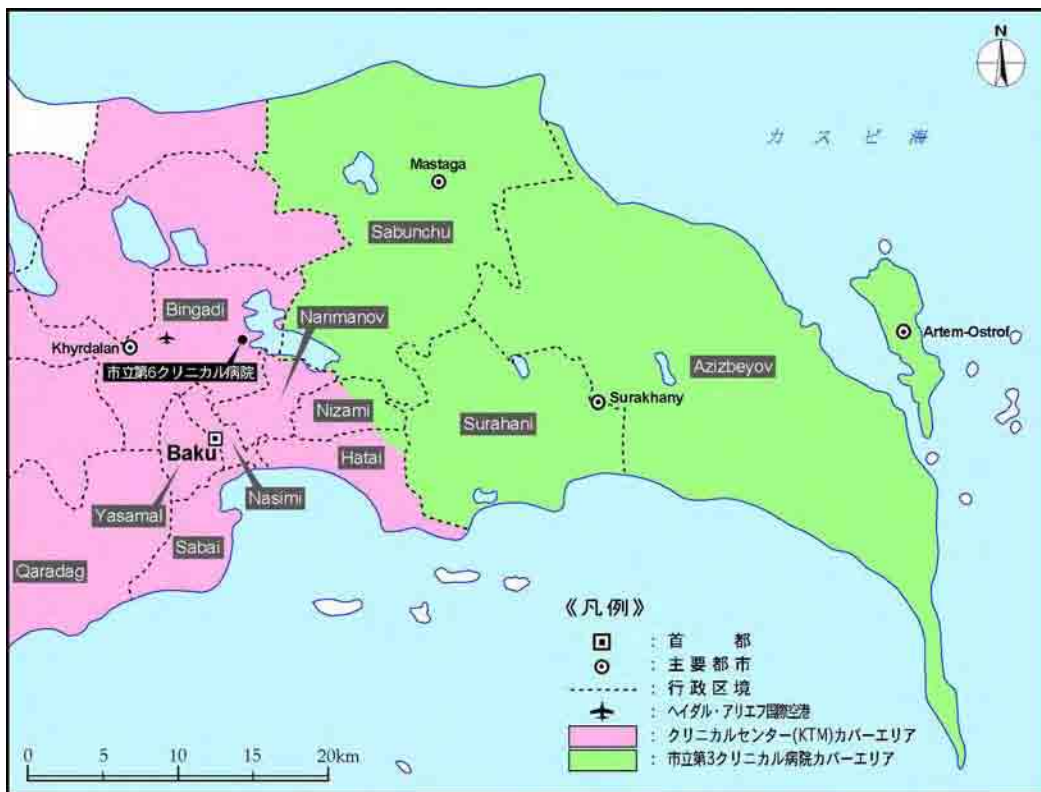 N
カスピ海
Mastaga
Sabunchu
Bingadi
Narimanov
Artem-Ostrof
Khyrdalan
市立第6クリニカル病院
Azizbeyov
Surakhany
Nizami
Surahani
Baku
Hatai
Nasimi
Yasamal
Sabai
Qaradag
《凡例》
: 首都
: 主要都市
: 行政区境
: ヘイダル・アリエフ国際空港
: クリニカルセンター(KTM)カバーエリア
: 市立第3クリニカル病院カバーエリア
0 5 10 15 20km